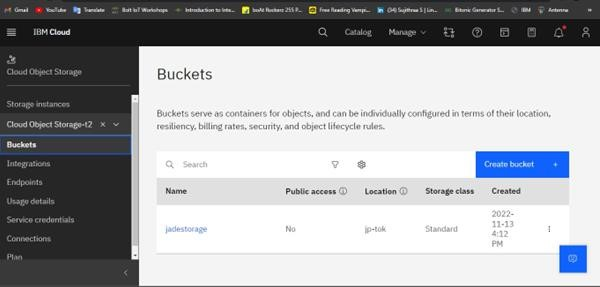 Gmail YouTube Translate Bolt IoT Workshops Introduction to Inte... boAt Rockerz 255 P... Free Reading Vampi... (34) Sujithraa S | Lin... Bitonic Generator S... IBM Antenna
IBM Cloud Catalog Manage
Cloud Object Storage
Storage instances
Cloud Object Storage-t2
Buckets
Integrations
Endpoints
Usage details
Service credentials
Connections
Plan
Buckets
Buckets serve as containers for objects, and can be individually configured in terms of their location,
resiliency, billing rates, security, and object lifecycle rules.
Search Create bucket +
Name Public access Location Storage class Created
jadestorage No jp-tok Standard 2022-
11-13
4:12
PM